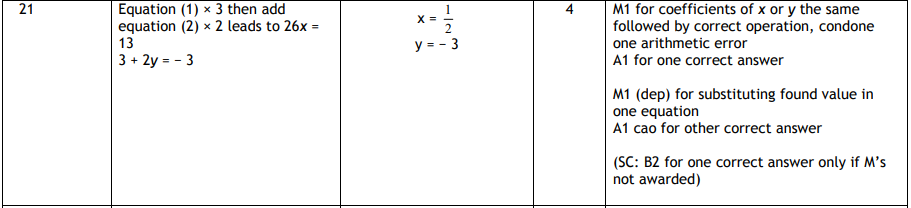 21
Equation (1) × 3 then add
equation (2) × 2 leads to 26x =
13
3 + 2y = − 3
x = 1/2
y = − 3
4
M1 for coefficients of x or y the same
followed by correct operation, condone
one arithmetic error
A1 for one correct answer
M1 (dep) for substituting found value in
one equation
A1 cao for other correct answer
(SC: B2 for one correct answer only if M’s
not awarded)